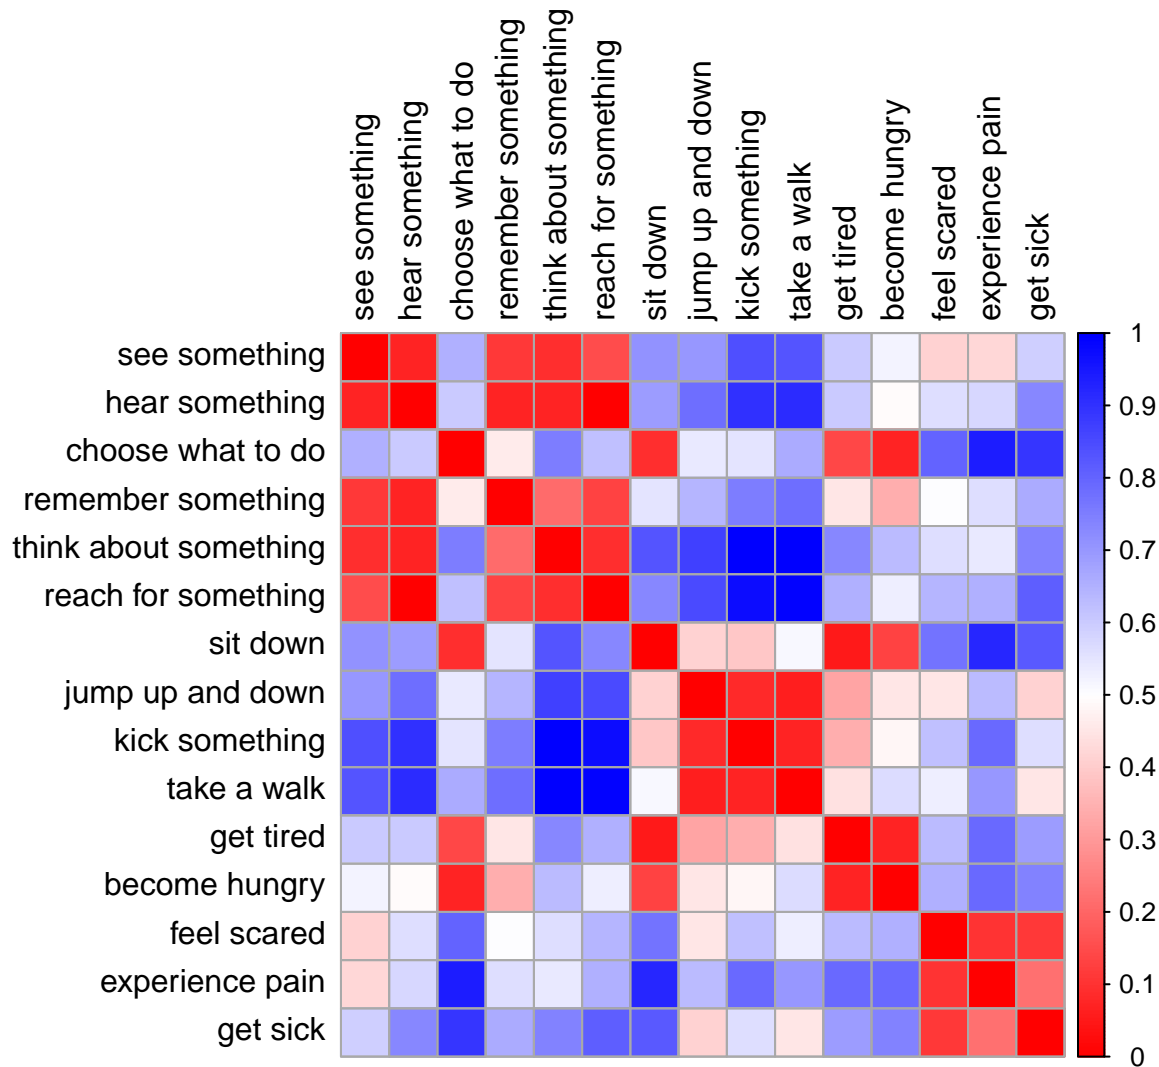 see something
hear something
choose what to do
remember something
think about something
reach for something
sit down
jump up and down
kick something
take a walk
get tired
become hungry
feel scared
experience pain
get sick
see something
hear something
choose what to do
remember something
think about something
reach for something
sit down
jump up and down
kick something
take a walk
get tired
become hungry
feel scared
experience pain
get sick
1
0.9
0.8
0.7
0.6
0.5
0.4
0.3
0.2
0.1
0